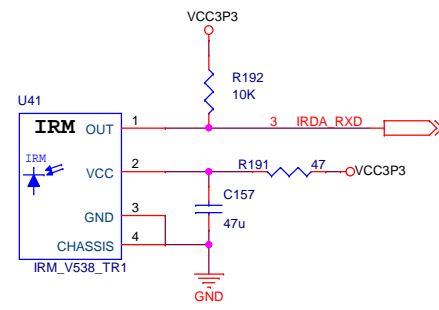 VCC3P3
R192
10K
U41
IRM OUT 1
3 IRDA_RXD
IRM
VCC 2
R191 47
VCC3P3
C157
GND 3
47u
CHASSIS 4
IRM_V538_TR1
GND